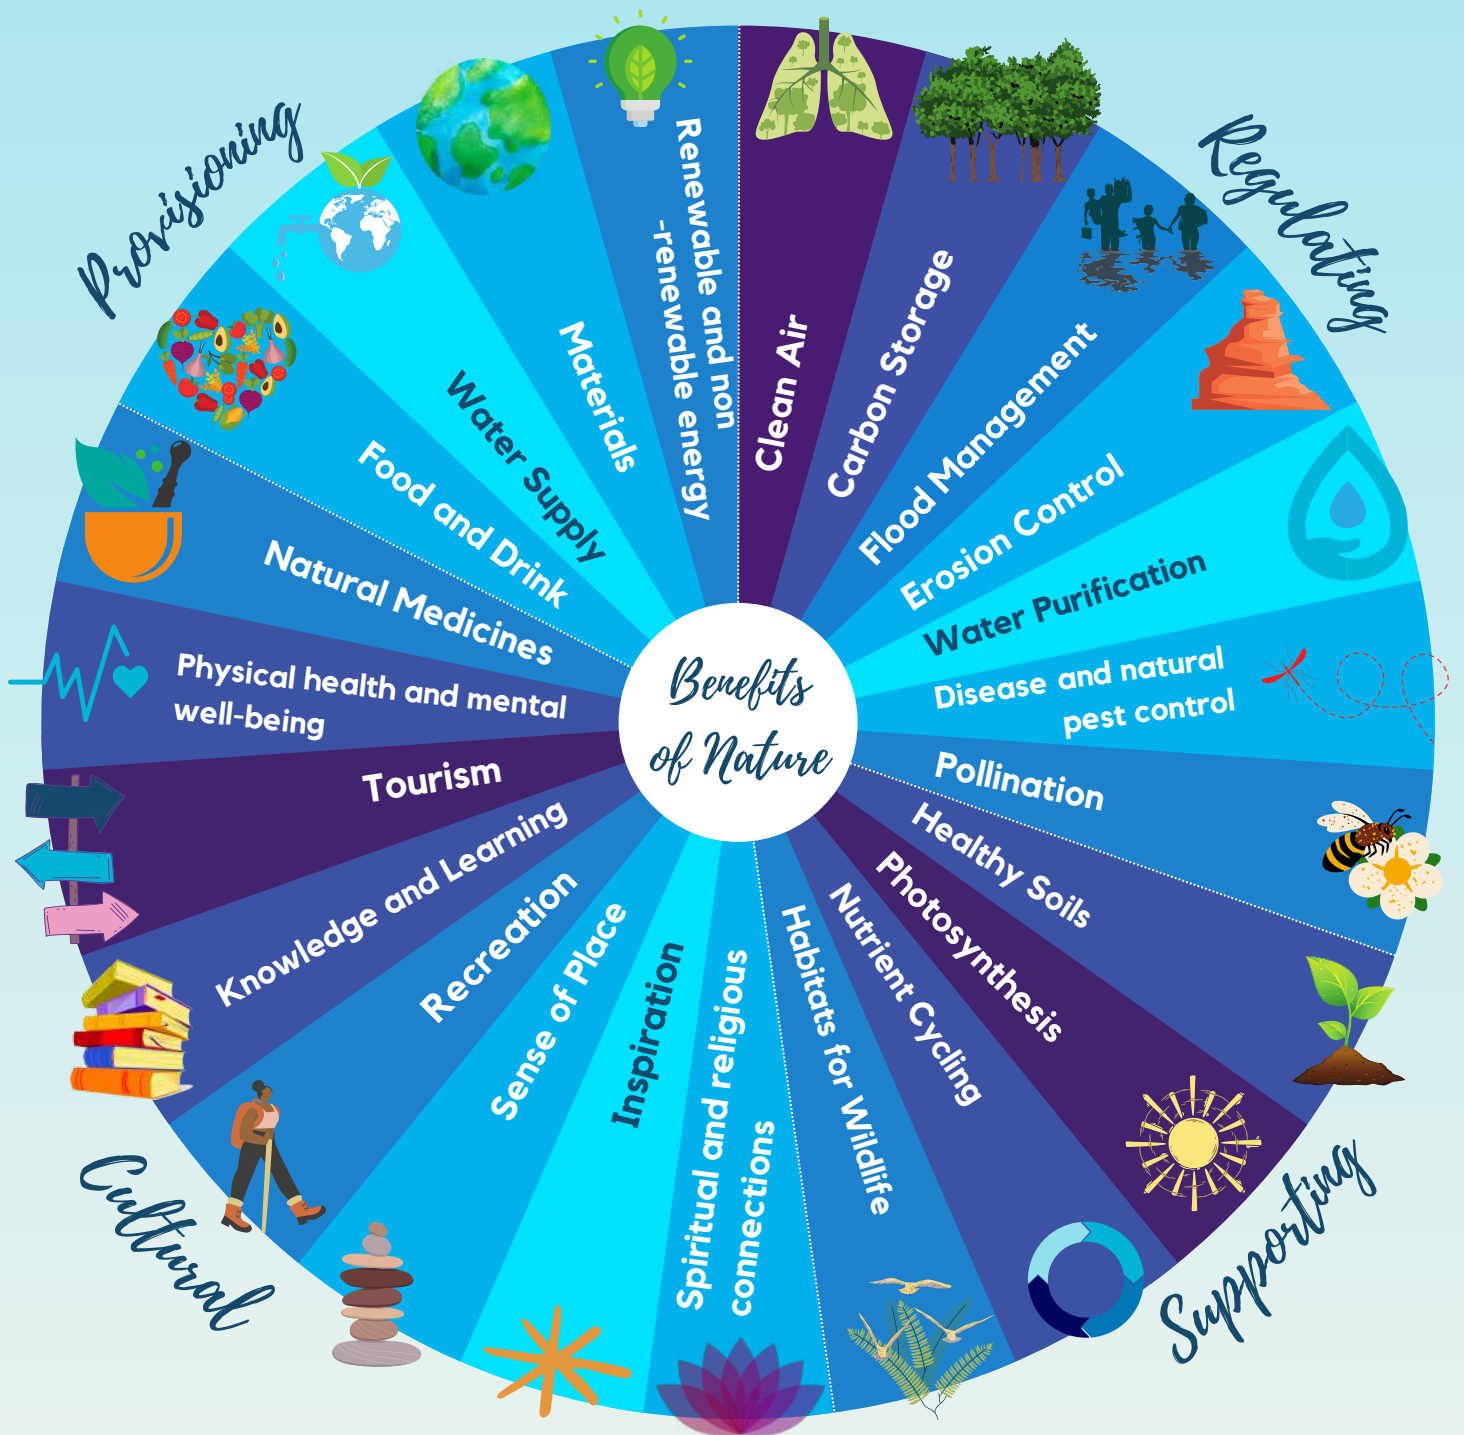 Benefits
of Nature
Regulating
Clean Air
Carbon Storage
Flood Management
Erosion Control
Water Purification
Disease and natural
pest control
Pollination
Supporting
Healthy Soils
Photosynthesis
Nutrient Cycling
Habitats for Wildlife
Cultural
Spiritual and religious
connections
Inspiration
Sense of Place
Recreation
Knowledge and Learning
Tourism
Physical health and mental
well-being
Natural Medicines
Provisioning
Food and Drink
Water Supply
Materials
Renewable and non
-renewable energy